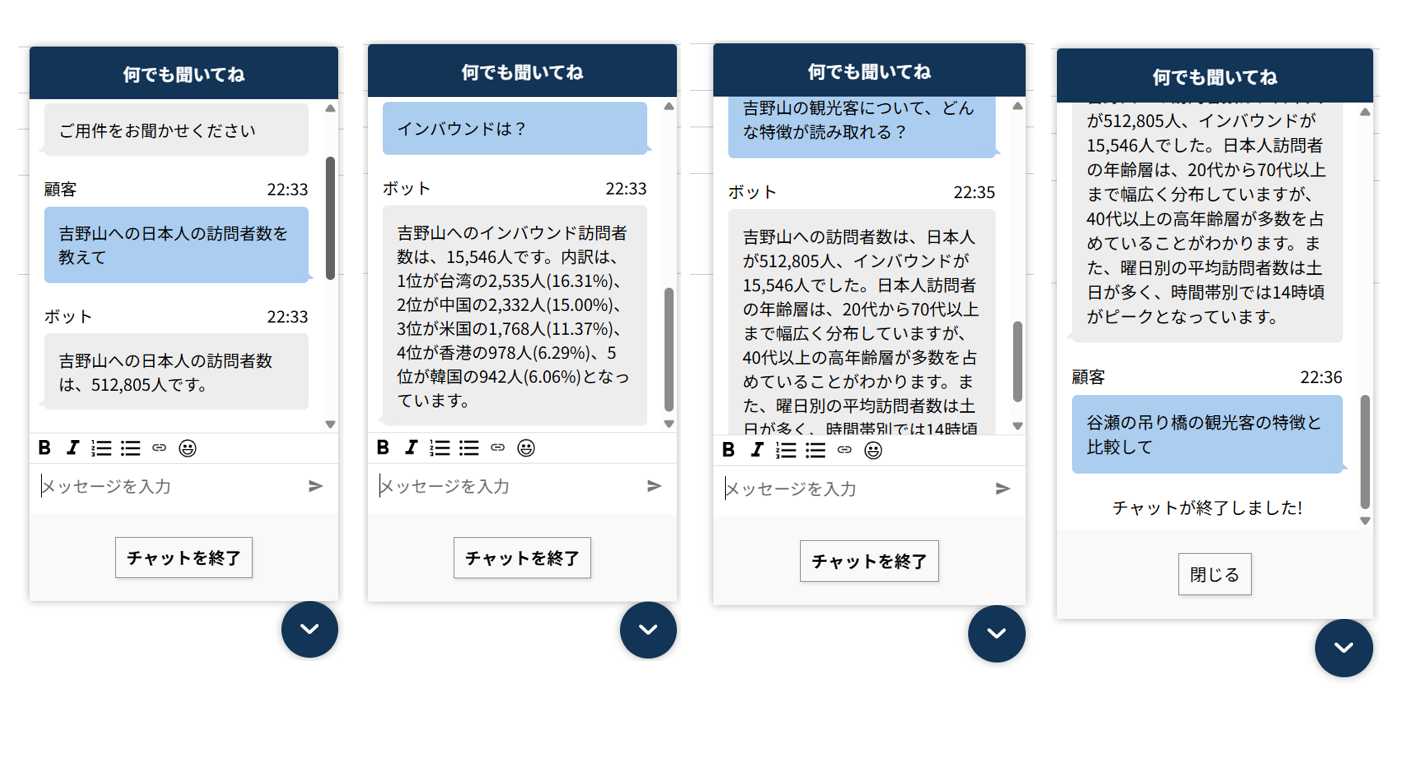 何でも聞いてね
ご用件をお聞かせください
顧客 22:33
吉野山への日本人の訪問者数を
教えて
ボット 22:33
吉野山への日本人の訪問者数
は、512,805人です。
B I
メッセージを入力
チャットを終了
何でも聞いてね
インバウンドは？
ボット 22:33
吉野山へのインバウンド訪問者
数は、15,546人です。内訳は、
1位が台湾の2,535人(16.31%)、
2位が中国の2,332人(15.00%)、
3位が米国の1,768人(11.37%)、
4位が香港の978人(6.29%)、5
位が韓国の942人(6.06%)となっ
ています。
B I
メッセージを入力
チャットを終了
何でも聞いてね
吉野山の観光客について、どん
な特徴が読み取れる？
ボット 22:35
吉野山への訪問者数は、日本人
が512,805人、インバウンドが
15,546人でした。日本人訪問者
の年齢層は、20代から70代以上
まで幅広く分布していますが、
40代以上の高年齢層が多数を占
めていることがわかります。ま
た、曜日別の平均訪問者数は土
日が多く、時間帯別では14時頃
B I
メッセージを入力
チャットを終了
何でも聞いてね
が512,805人、インバウンドが
15,546人でした。日本人訪問者
の年齢層は、20代から70代以上
まで幅広く分布していますが、
40代以上の高年齢層が多数を占
めていることがわかります。ま
た、曜日別の平均訪問者数は土
日が多く、時間帯別では14時頃
がピークとなっています。
顧客 22:36
谷瀬の吊り橋の観光客の特徴と
比較して
チャットが終了しました!
閉じる